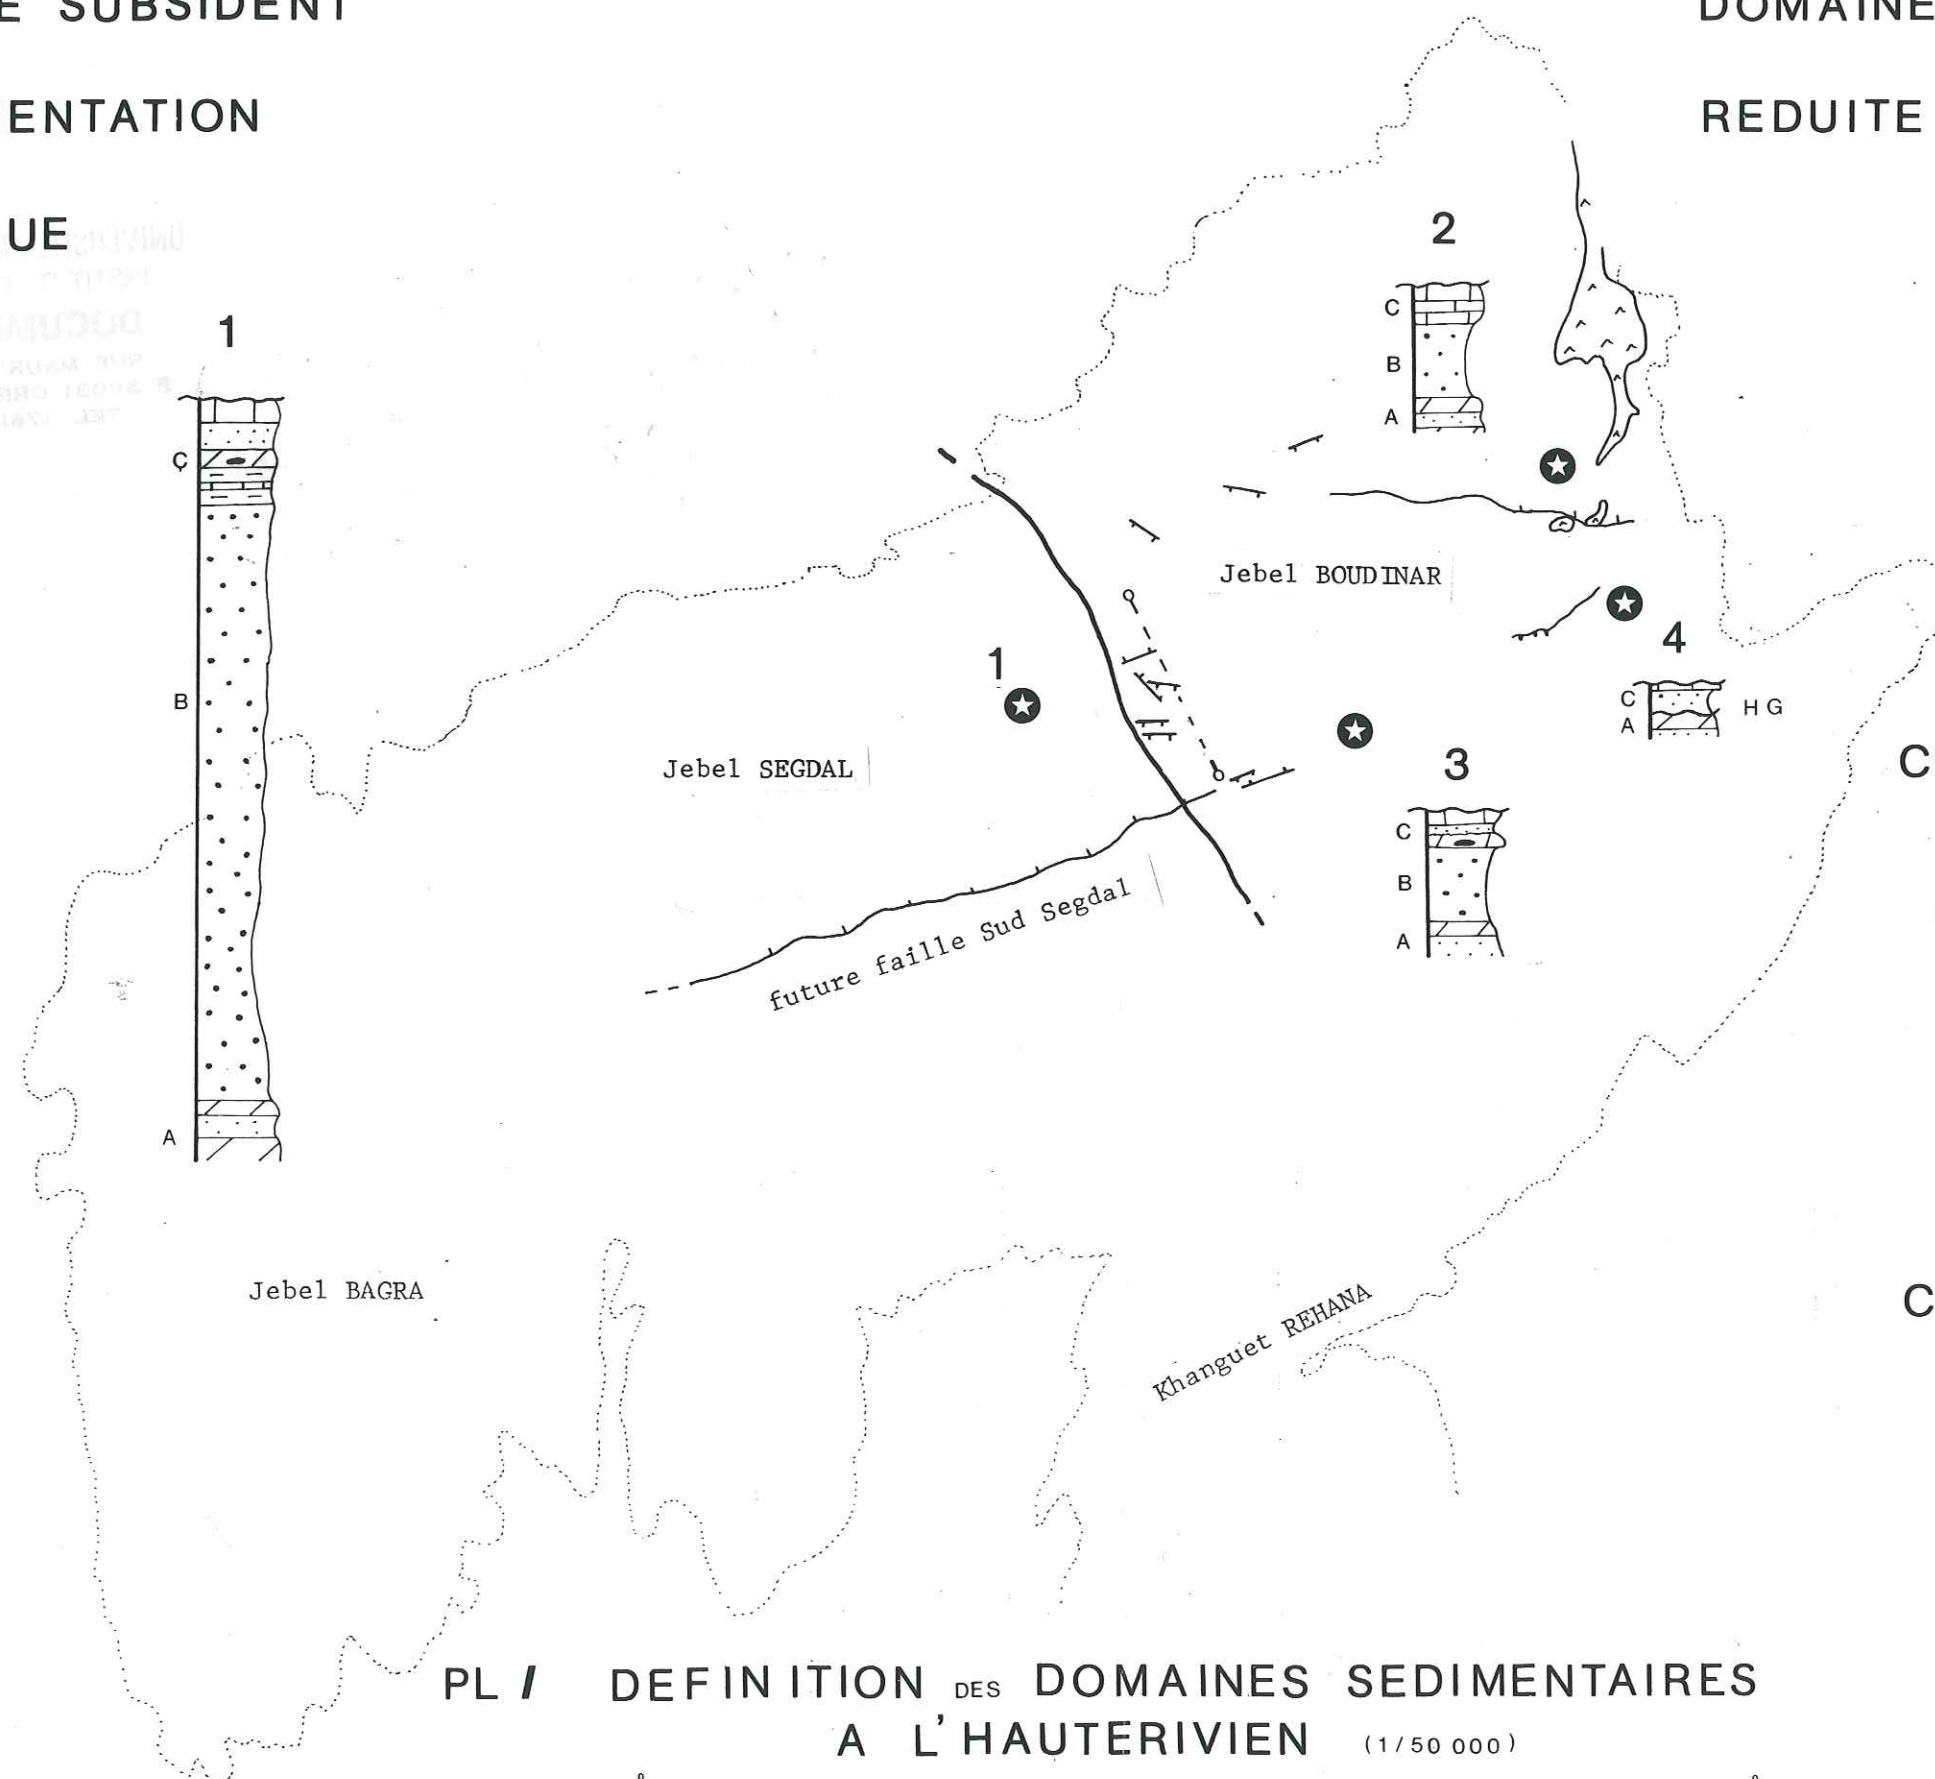 E SUBSIDENT
DOMAINE
ENTATION
REDUITE
UE
1
C
B
A
2
C
B
A
Jebel BOUDINAR
1
4
C
A
HG
Jebel SEGDAL
3
C
B
A
C
future faille Sud Segdal
Jebel BAGRA
Khanguet REHANA
C
PL I DEFINITION DES DOMAINES SEDIMENTAIRES
A L'HAUTERIVIEN (1/50 000)